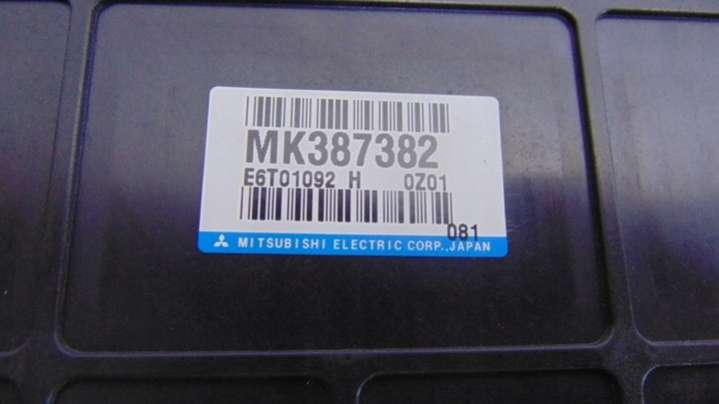 MK387382
E6T01092 H 0Z01
081
MITSUBISHI ELECTRIC CORP.,JAPAN